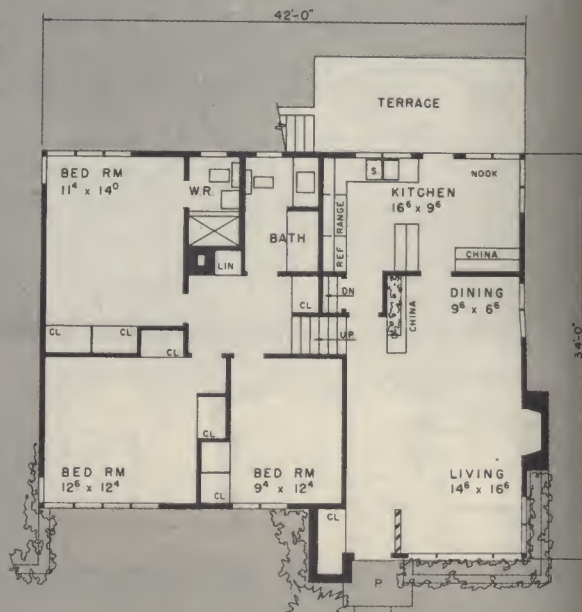 42'-0"
TERRACE
BED RM
11⁴ x 14⁰
W.R.
S.
NOOK
KITCHEN
16⁶ x 9⁶
RANGE
REF
BATH
LIN
CHINA
CL
DN
DINING
9⁶ x 6⁶
CHINA
UP
34'-0"
CL
CL
CL
CL
BED RM
12⁶ x 12⁴
BED RM
9⁴ x 12⁴
CL
LIVING
14⁶ x 16⁶
CL
P.